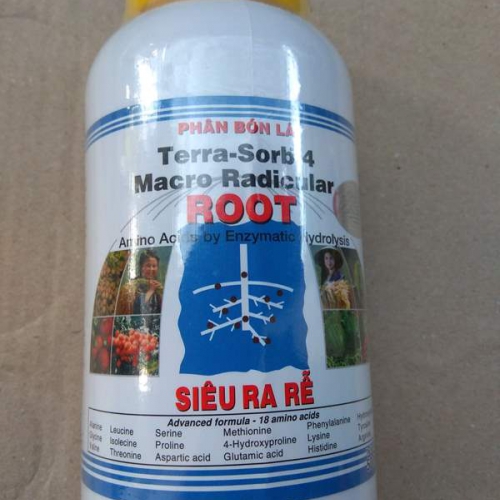 PHÂN BÓN LÁ
Terra-Sorb 4
Macro Radicular
ROOT
Amino Acids by Enzymatic Hydrolysis
SIÊU RA RỄ
Advanced formula - 18 amino acids
Leucine Serine Methionine Phenylalanine
Isolecine Proline 4-Hydroxyproline Lysine
Threonine Aspartic acid Glutamic acid Histidine